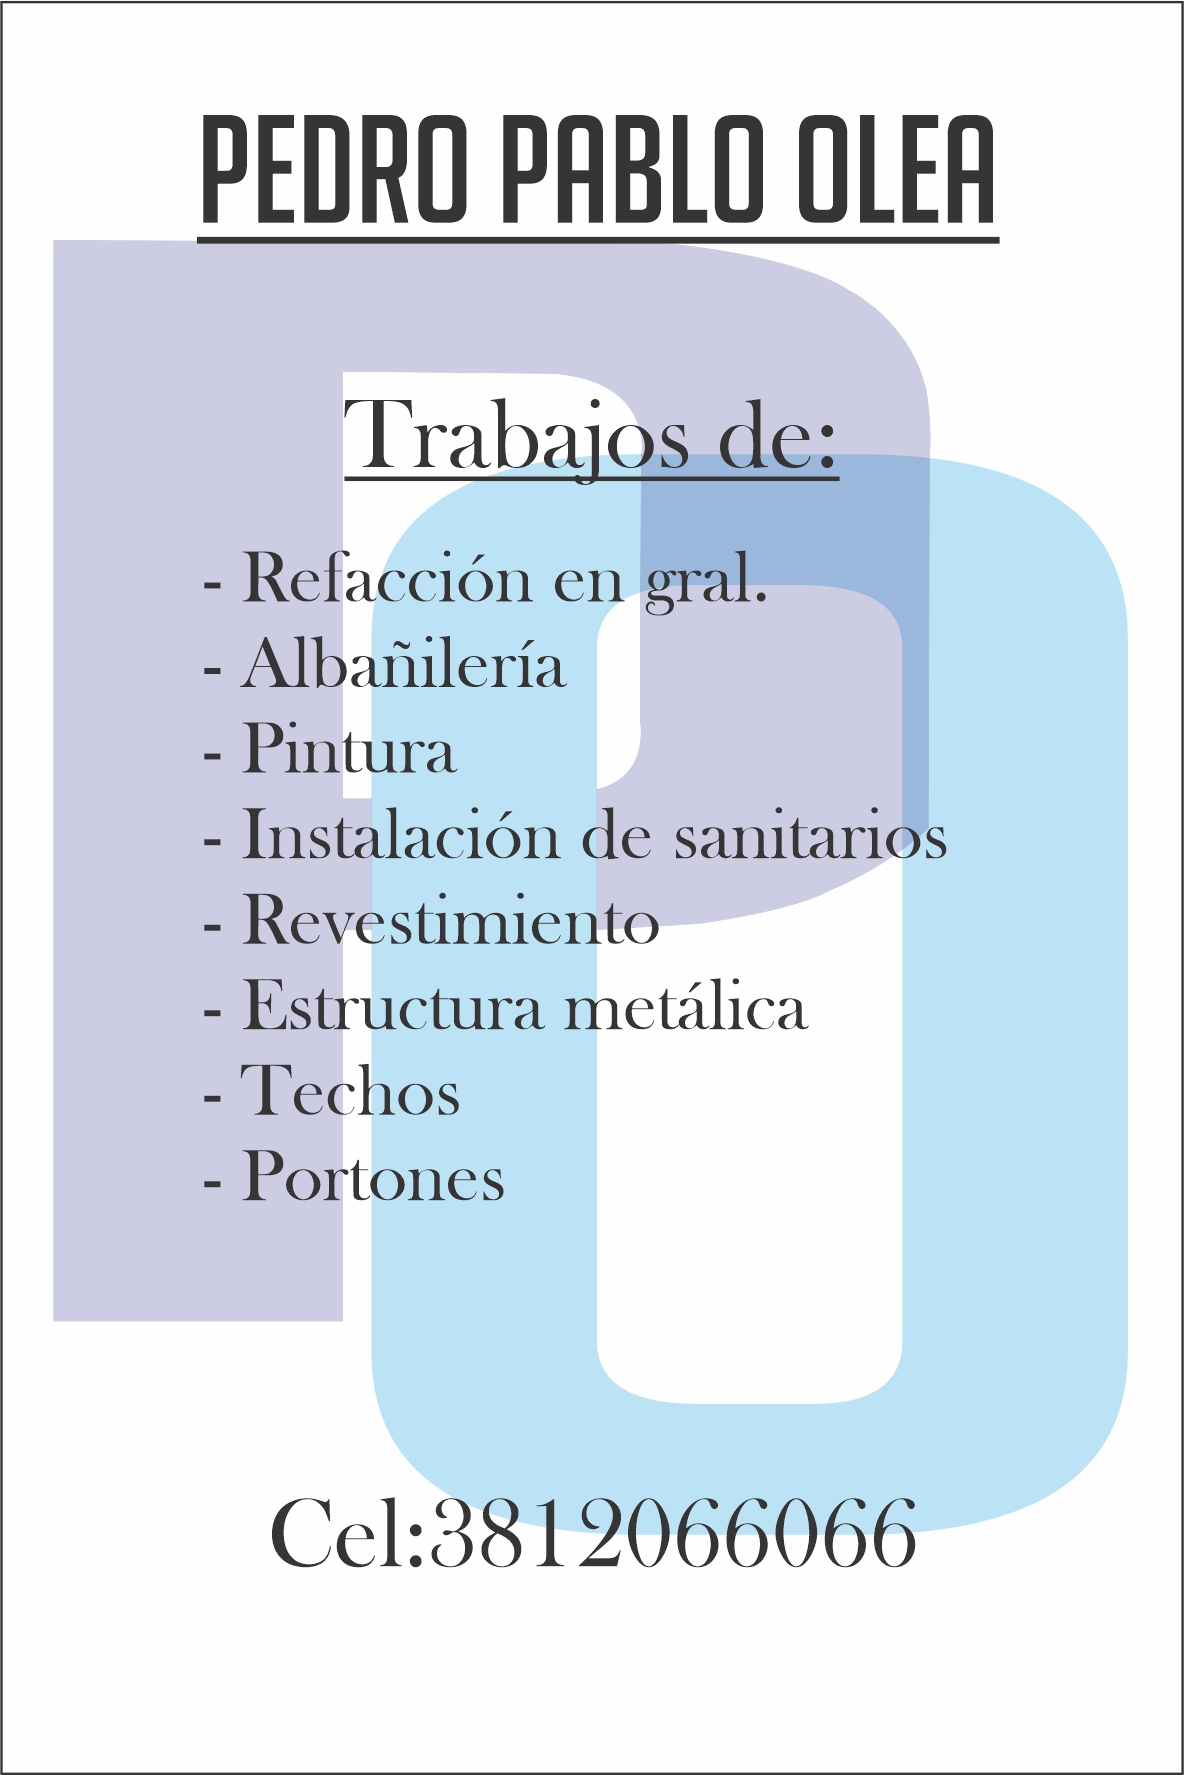 PEDRO PABLO OLEA
Trabajos de:
- Refacción en gral.
- Albañilería
- Pintura
- Instalación de sanitarios
- Revestimiento
- Estructura metálica
- Techos
- Portones
Cel:3812066066